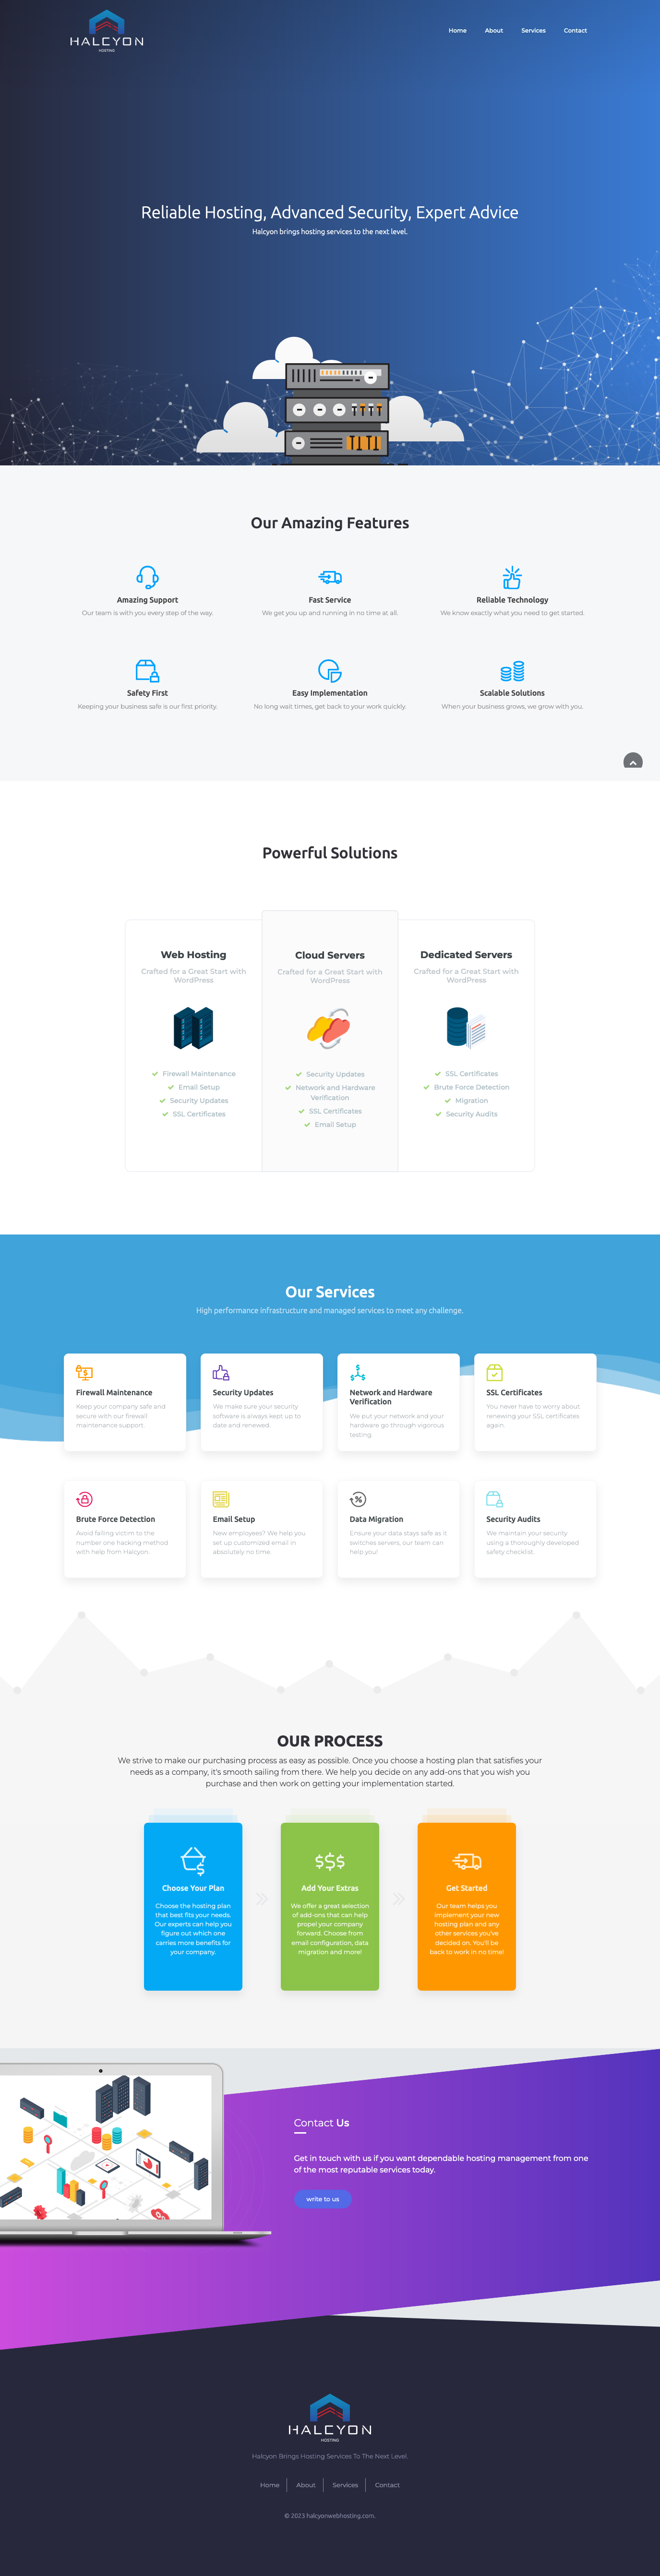 HALCYON
HOSTING
Home
About
Services
Contact
Reliable Hosting, Advanced Security, Expert Advice
Halcyon brings hosting services to the next level.
Our Amazing Features
Amazing Support
Our team is with you every step of the way.
Fast Service
We get you up and running in no time at all.
Reliable Technology
We know exactly what you need to get started.
Safety First
Keeping your business safe is our first priority.
Easy Implementation
No long wait times, get back to your work quickly.
Scalable Solutions
When your business grows, we grow with you.
Powerful Solutions
Web Hosting
Crafted for a Great Start with
WordPress
Firewall Maintenance
Email Setup
Security Updates
SSL Certificates
Cloud Servers
Crafted for a Great Start with
WordPress
Security Updates
Network and Hardware
Verification
SSL Certificates
Email Setup
Dedicated Servers
Crafted for a Great Start with
WordPress
SSL Certificates
Brute Force Detection
Migration
Security Audits
Our Services
High performance infrastructure and managed services to meet any challenge.
Firewall Maintenance
Keep your company safe and
secure with our firewall
maintenance support.
Security Updates
We make sure your security
software is always kept up to
date and renewed.
Network and Hardware
Verification
We put your network and your
hardware go through vigorous
testing.
SSL Certificates
You never have to worry about
renewing your SSL certificates
again.
Brute Force Detection
Avoid falling victim to the
number one hacking method
with help from Halcyon.
Email Setup
New employees? We help you
set up customized email in
absolutely no time.
Data Migration
Ensure your data stays safe as it
switches servers, our team can
help you!
Security Audits
We maintain your security
using a thoroughly developed
safety checklist.
OUR PROCESS
We strive to make our purchasing process as easy as possible. Once you choose a hosting plan that satisfies your
needs as a company, it's smooth sailing from there. We help you decide on any add-ons that you wish you
purchase and then work on getting your implementation started.
Choose Your Plan
Choose the hosting plan
that best fits your needs.
Our experts can help you
figure out which one
carries more benefits for
your company.
Add Your Extras
We offer a great selection
of add-ons that can help
propel your company
forward. Choose from
email configuration, data
migration and more!
Get Started
Our team helps you
implement your new
hosting plan and any
other services you've
decided on. You'll be
back to work in no time!
Contact Us
Get in touch with us if you want dependable hosting management from one
of the most reputable services today.
write to us
HALCYON
HOSTING
Halcyon Brings Hosting Services To The Next Level.
Home
About
Services
Contact
© 2023 halcyonwebhosting.com.